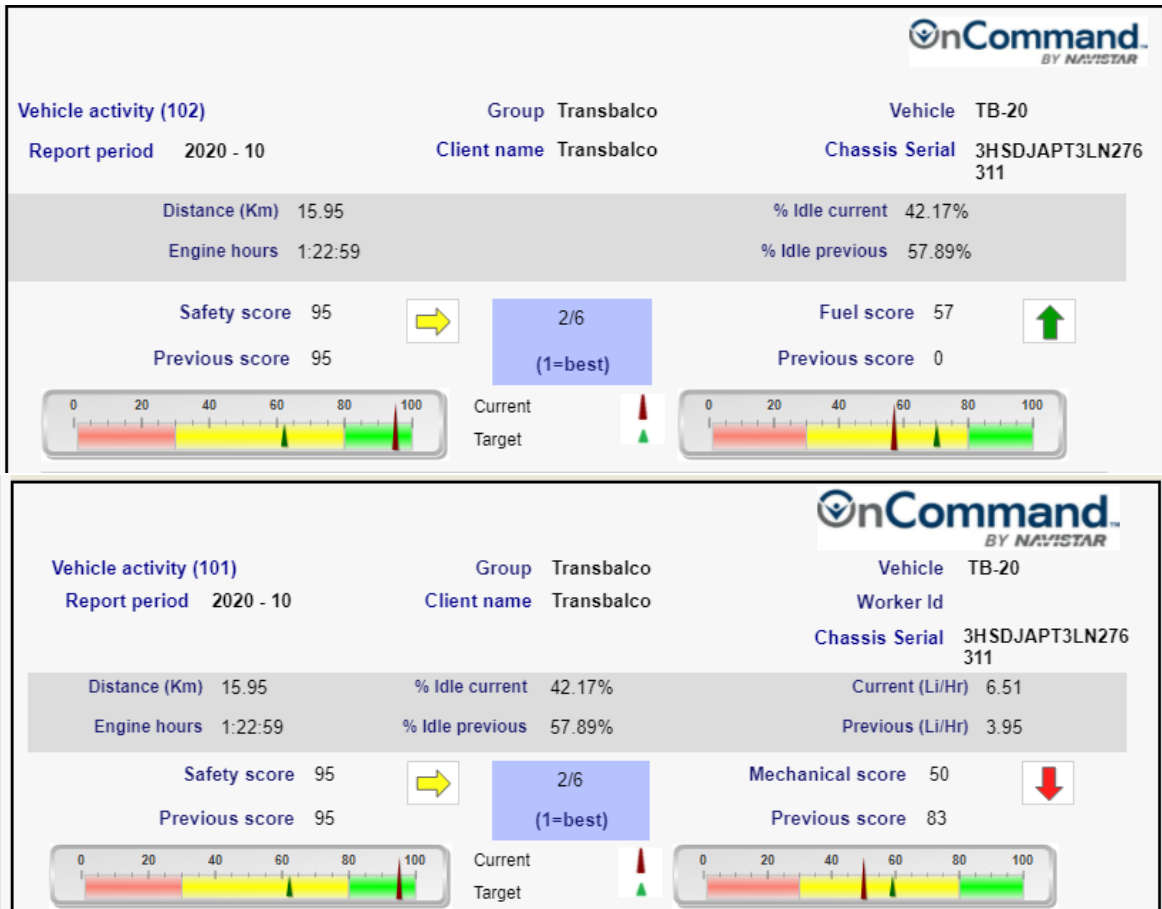 OnCommand™
BY NAVISTAR
Vehicle activity (102) Group Transbalco Vehicle TB-20
Report period 2020 - 10 Client name Transbalco Chassis Serial 3HSDJAPT3LN276
311
Distance (Km) 15.95 % Idle current 42.17%
Engine hours 1:22:59 % Idle previous 57.89%
Safety score 95 2/6 Fuel score 57
Previous score 95 (1=best) Previous score 0
0 20 40 60 80 100 Current 0 20 40 60 80 100
Target
OnCommand™
BY NAVISTAR
Vehicle activity (101) Group Transbalco Vehicle TB-20
Report period 2020 - 10 Client name Transbalco Worker Id
Chassis Serial 3HSDJAPT3LN276
311
Distance (Km) 15.95 % Idle current 42.17% Current (Li/Hr) 6.51
Engine hours 1:22:59 % Idle previous 57.89% Previous (Li/Hr) 3.95
Safety score 95 2/6 Mechanical score 50
Previous score 95 (1=best) Previous score 83
0 20 40 60 80 100 Current 0 20 40 60 80 100
Target